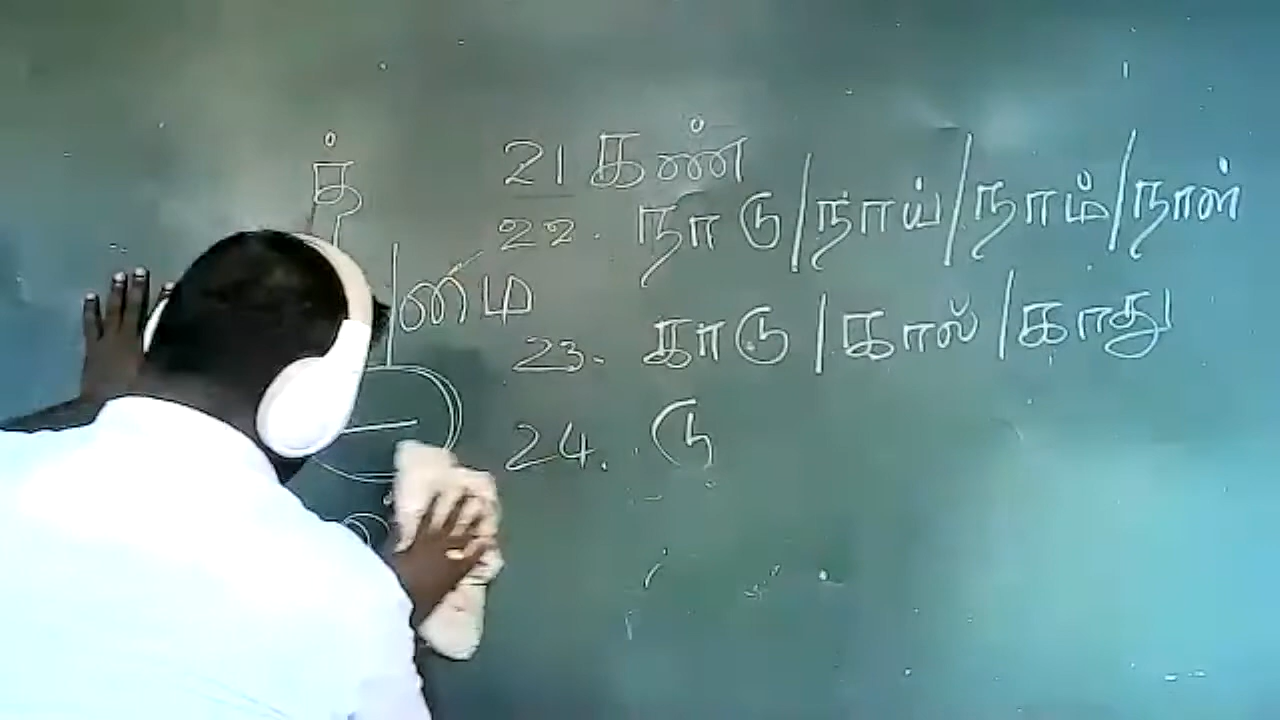 த்
21 கண்
22. நாடு/நாய்/நாம்/நான்
மை
23. காடு/கால்/காது
24. டு